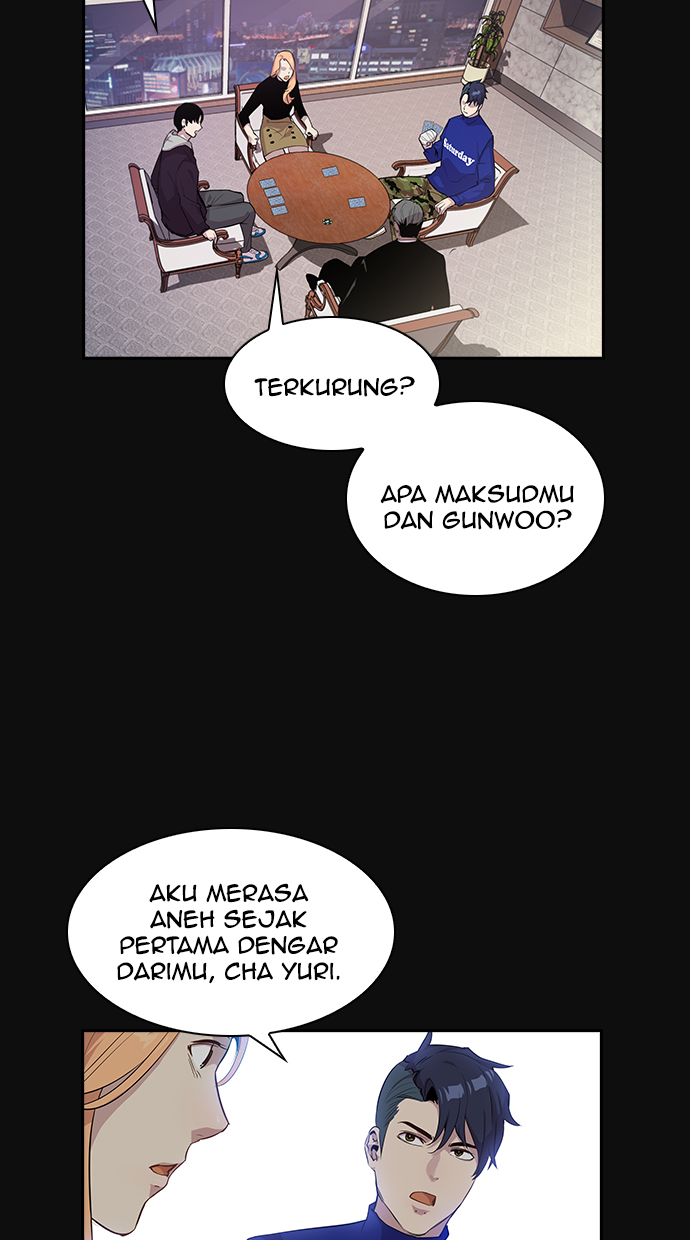 Saturday
TERKURUNG?
APA MAKSUDMU
DAN GUNWOO?
AKU MERASA
ANEH SEJAK
PERTAMA DENGAR
DARIMU, CHA YURI.